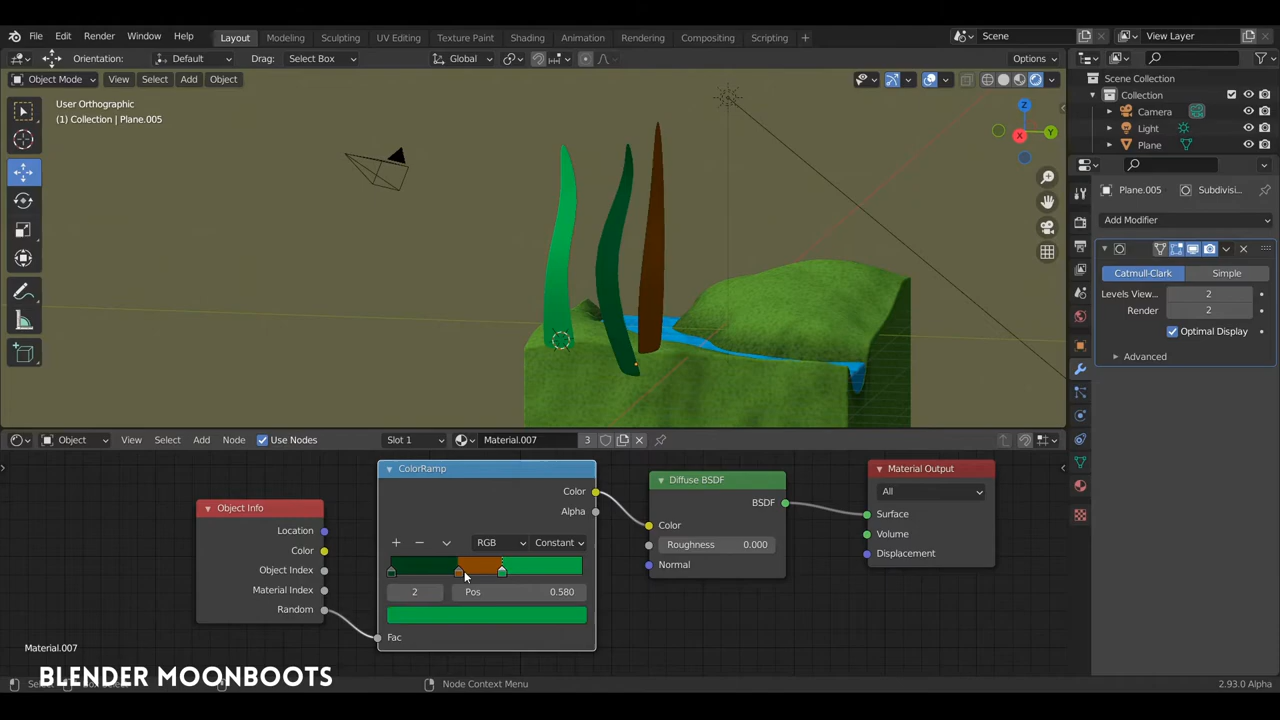 File Edit Render Window Help Layout Modeling Sculpting UV Editing Texture Paint Shading Animation Rendering Compositing Scripting + Scene View Layer
Orientation: Default Drag: Select Box Global Options
Object Mode View Select Add Object
User Orthographic
(1) Collection | Plane.005
Z
Y
X
Scene Collection
Collection
Camera
Light
Plane
Plane.005 Subdivisi...
Add Modifier
Catmull-Clark Simple
Levels View... 2
Render 2
Optimal Display
Advanced
Object View Select Add Node Use Nodes Slot 1 Material.007 3
Object Info
Location
Color
Object Index
Material Index
Random
ColorRamp
Color
Alpha
+ − RGB Constant
2 Pos 0.580
Fac
Diffuse BSDF
BSDF
Color
Roughness 0.000
Normal
Material Output
All
Surface
Volume
Displacement
Material.007
BLENDER MOONBOOTS
Node Context Menu
2.93.0 Alpha